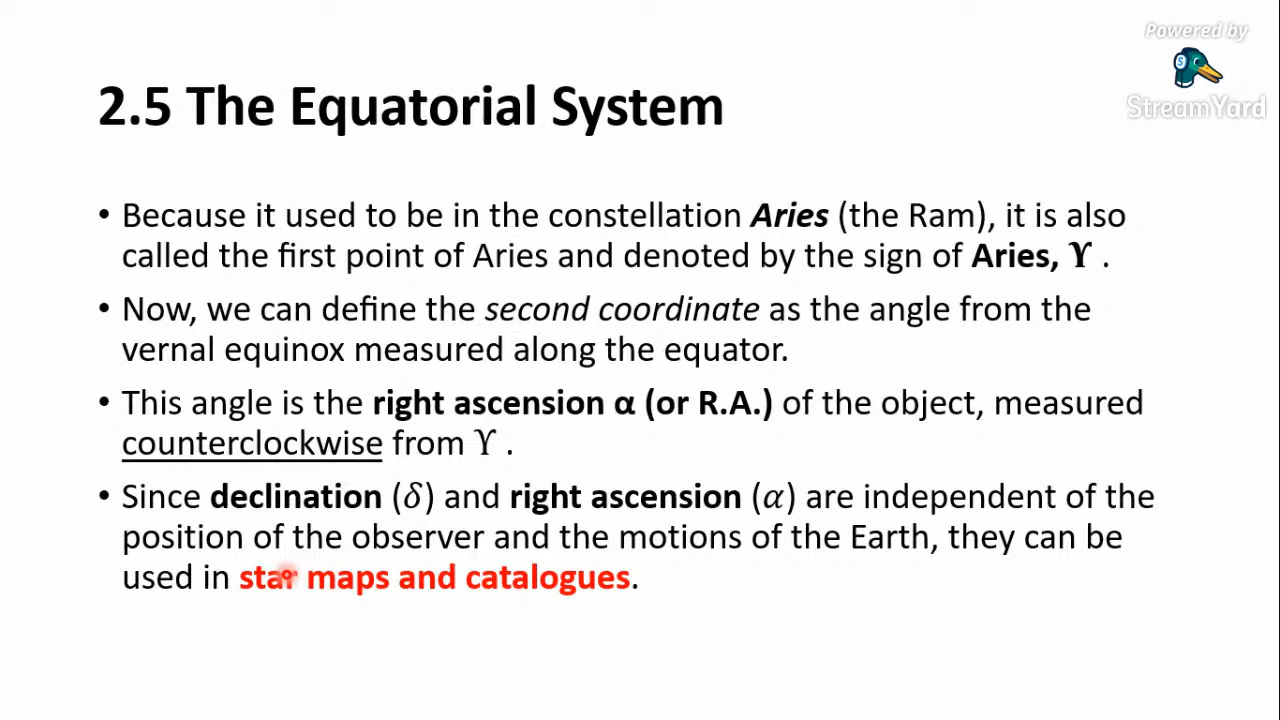 Powered by
StreamYard
2.5 The Equatorial System
• Because it used to be in the constellation Aries (the Ram), it is also
called the first point of Aries and denoted by the sign of Aries, ϒ .
• Now, we can define the second coordinate as the angle from the
vernal equinox measured along the equator.
• This angle is the right ascension α (or R.A.) of the object, measured
counterclockwise from ϒ .
• Since declination (δ) and right ascension (α) are independent of the
position of the observer and the motions of the Earth, they can be
used in star maps and catalogues.